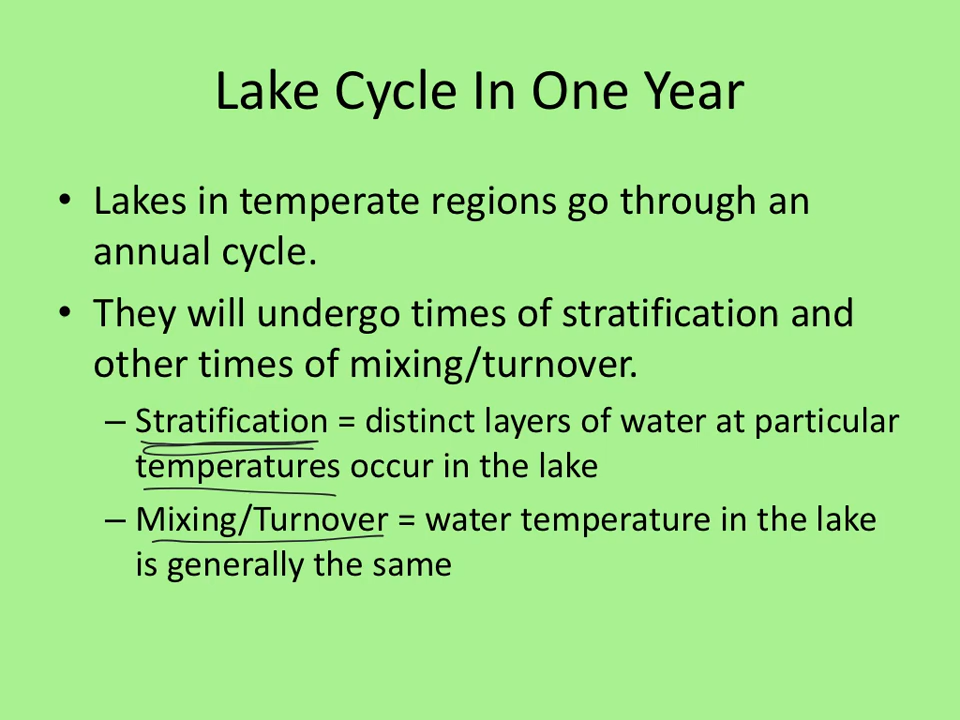 Lake Cycle In One Year
• Lakes in temperate regions go through an
annual cycle.
• They will undergo times of stratification and
other times of mixing/turnover.
– Stratification = distinct layers of water at particular
temperatures occur in the lake
– Mixing/Turnover = water temperature in the lake
is generally the same